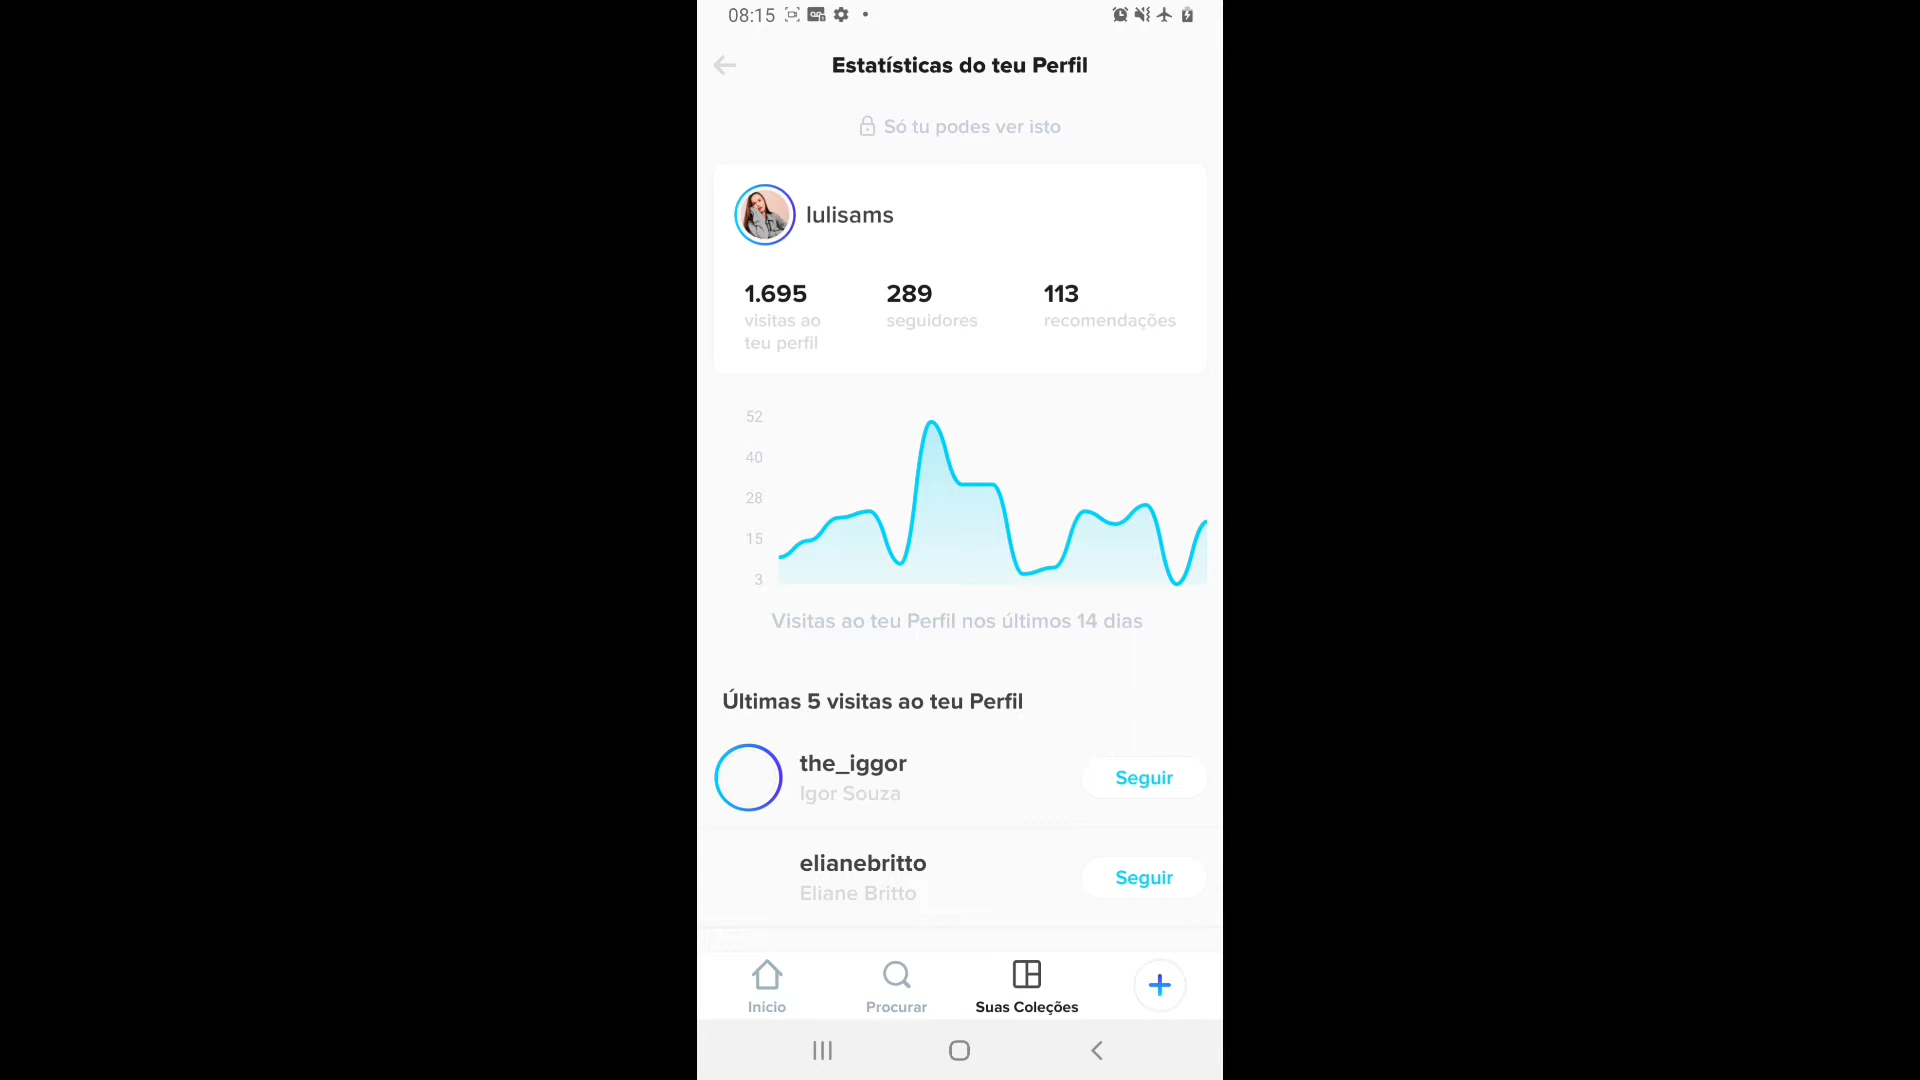 08:15
Estatísticas do teu Perfil
Só tu podes ver isto
lulisams
1.695
visitas ao
teu perfil
289
seguidores
113
recomendações
52
40
28
15
3
Visitas ao teu Perfil nos últimos 14 dias
Últimas 5 visitas ao teu Perfil
the_iggor
Igor Souza
Seguir
elianebritto
Eliane Britto
Seguir
Inicio
Procurar
Suas Coleções